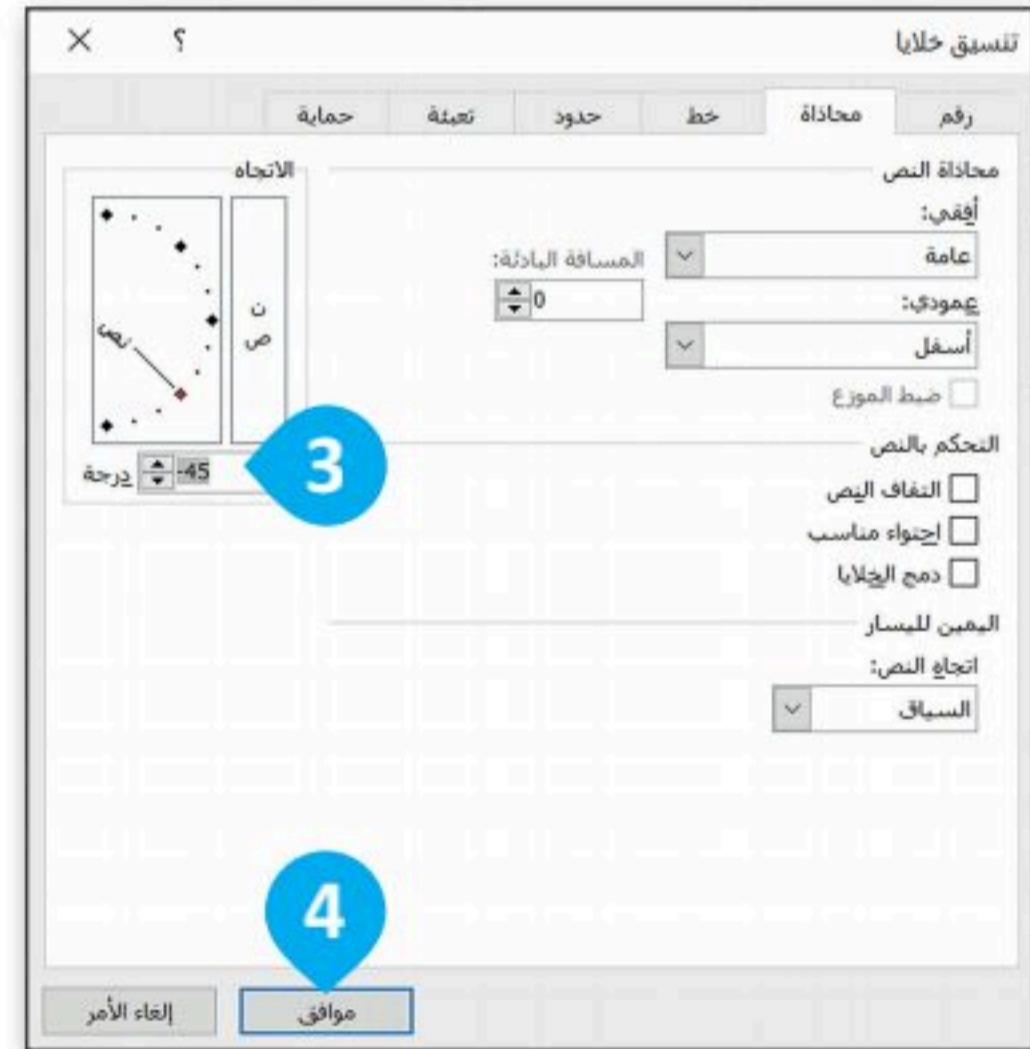 تنسيق خلايا
؟
رقم
محاذاة
خط
حدود
تعبئة
حماية
محاذاة النص
أفقي:
عامة
المسافة البادئة:
0
عمودي:
أسفل
ضبط الموزع
الاتجاه
ن
ص
نص
-45 درجة
3
التحكم بالنص
التفاف النص
احتواء مناسب
دمج الخلايا
اليمين لليسار
اتجاه النص:
السياق
4
موافق
إلغاء الأمر